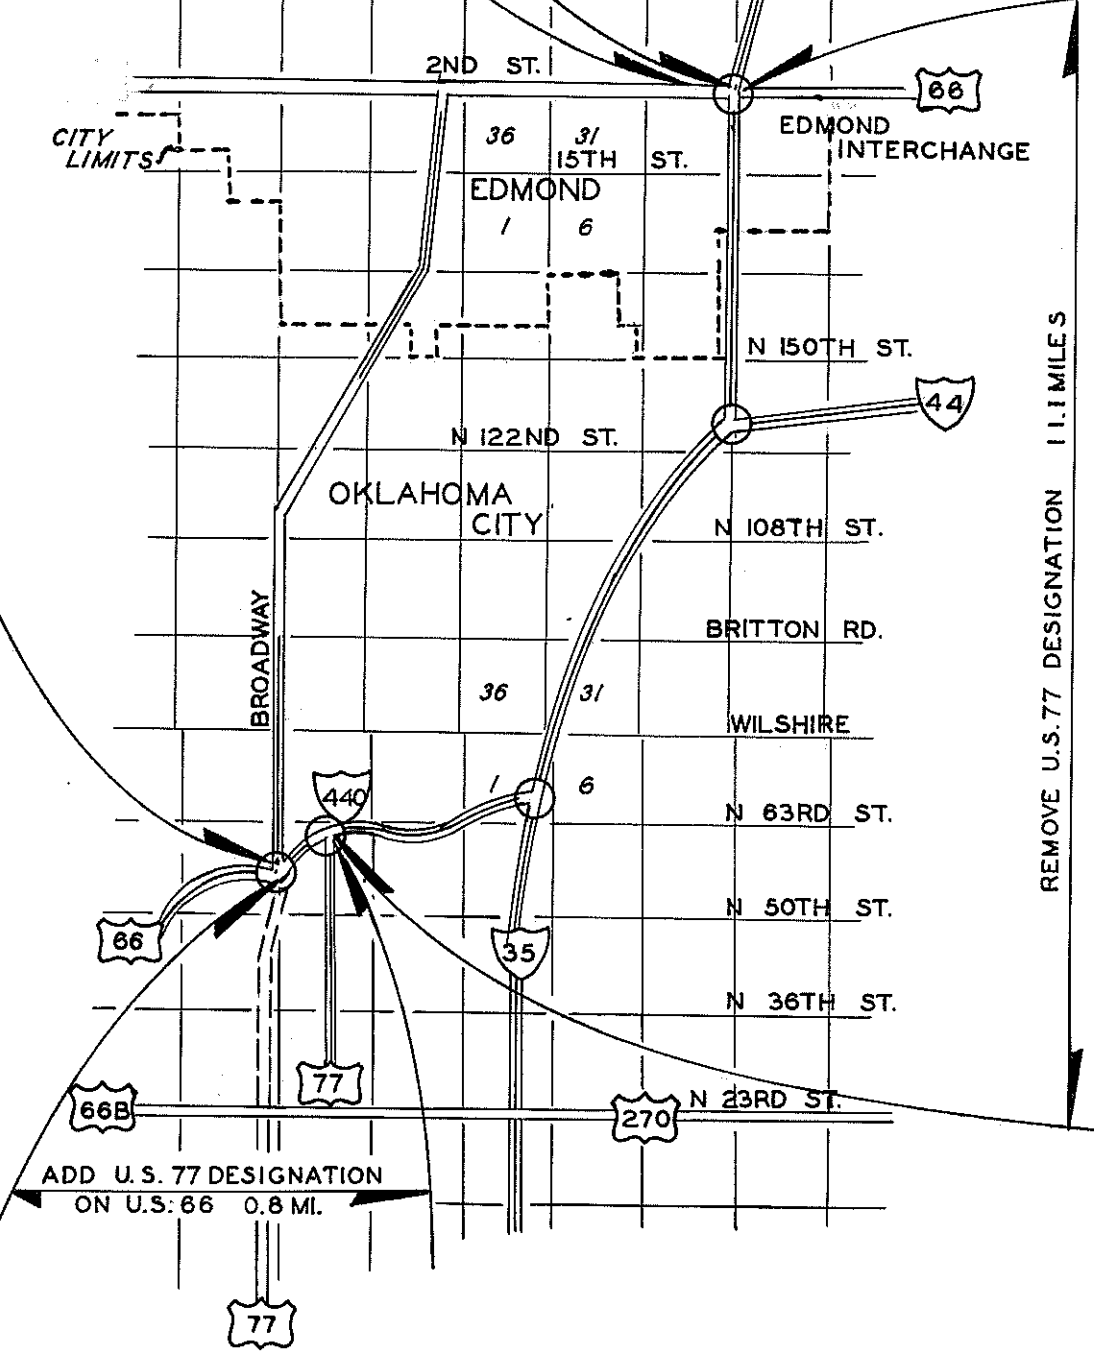 2ND ST.
66
CITY
LIMITS
36
31
EDMOND
INTERCHANGE
15TH ST.
EDMOND
1
6
N 150TH ST.
44
N 122ND ST.
OKLAHOMA
CITY
N 108TH ST.
11.1 MILES
REMOVE U.S. 77 DESIGNATION
BROADWAY
BRITTON RD.
36
31
WILSHIRE
440
1
6
N 63RD ST.
66
N 50TH ST.
35
N 36TH ST.
77
66B
270
N 23RD ST.
ADD U.S. 77 DESIGNATION
ON U.S. 66 0.8 MI.
77